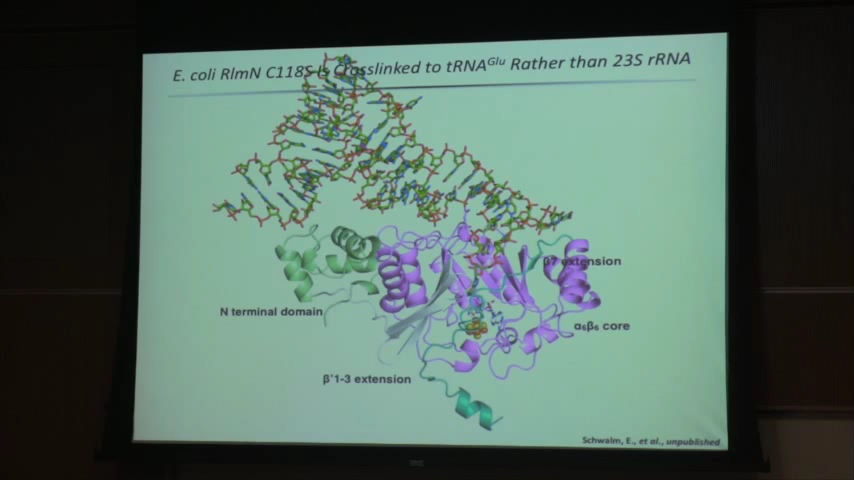 E. coli RlmN C118S is Crosslinked to tRNAGlu Rather than 23S rRNA
β7 extension
N terminal domain
α6β6 core
β'1-3 extension
Schwalm, E., et al., unpublished